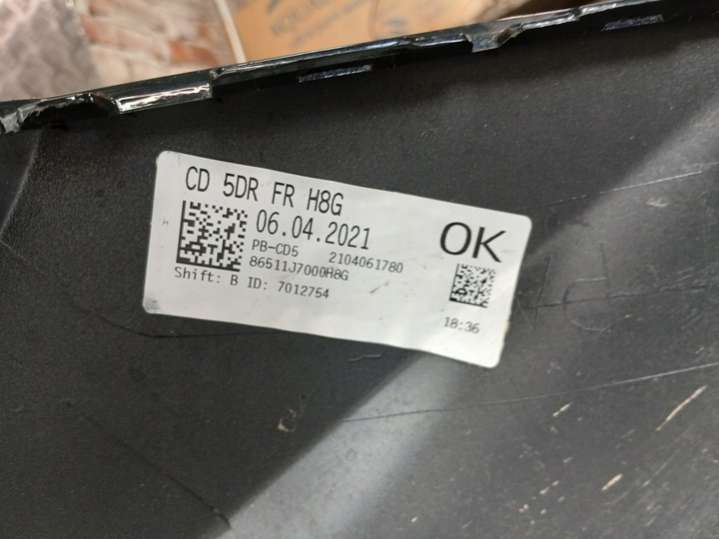 CD 5DR FR H8G
06.04.2021
OK
PB-CD5 2104061780
86511J7000H8G
Shift: B ID: 7012754
18:36